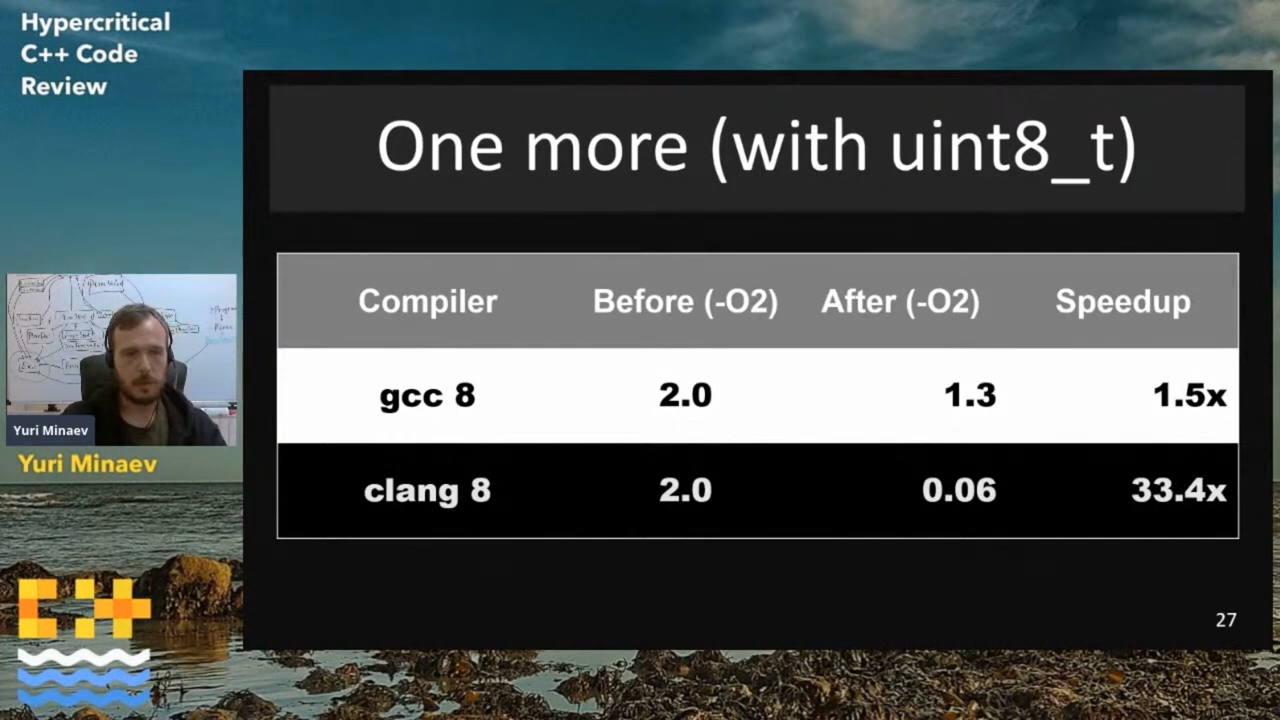 Hypercritical
C++ Code
Review
One more (with uint8_t)
Compiler Before (-O2) After (-O2) Speedup
gcc 8 2.0 1.3 1.5x
clang 8 2.0 0.06 33.4x
27
Yuri Minaev
Yuri Minaev